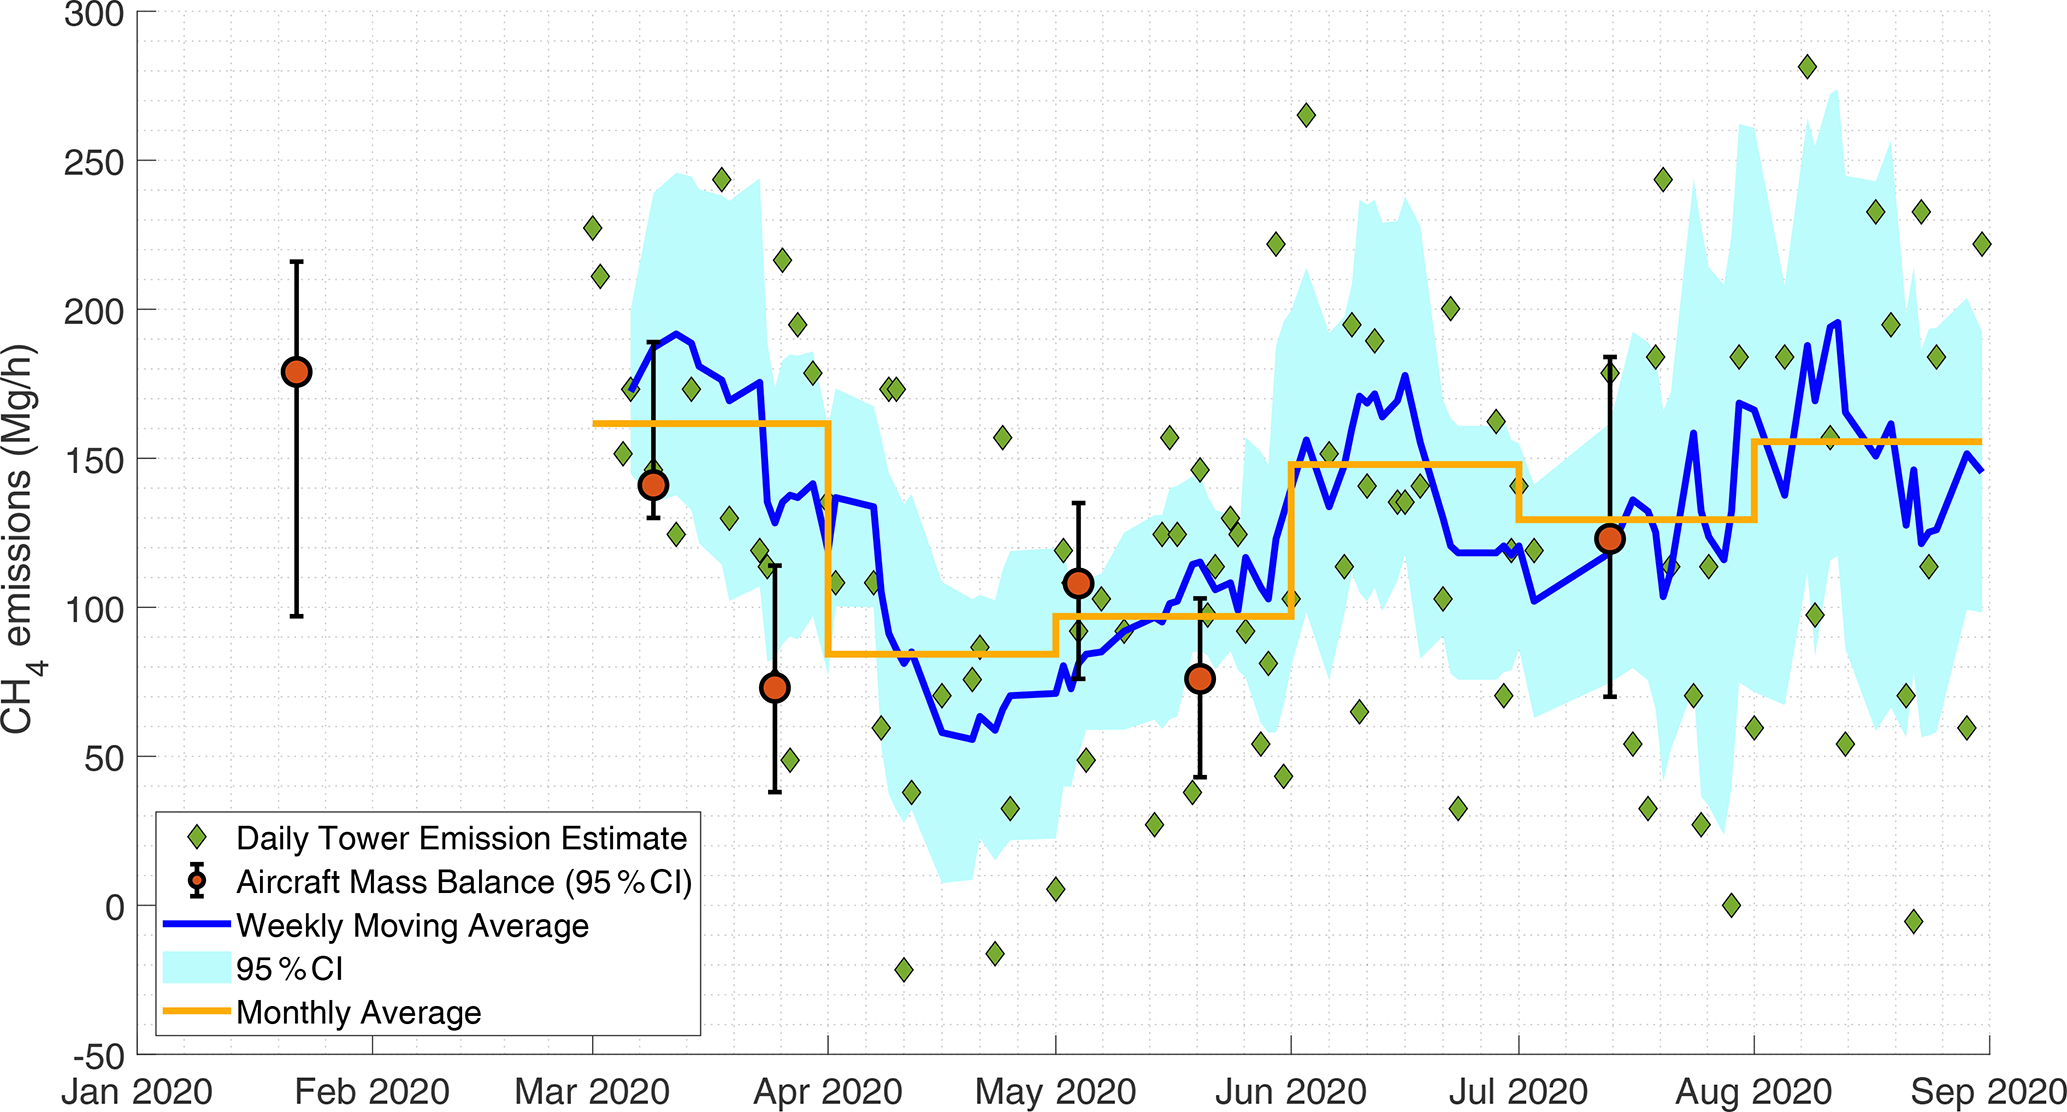 300
250
200
150
100
50
0
-50
CH4 emissions (Mg/h)
Daily Tower Emission Estimate
Aircraft Mass Balance (95 % CI)
Weekly Moving Average
95 % CI
Monthly Average
Jan 2020 Feb 2020 Mar 2020 Apr 2020 May 2020 Jun 2020 Jul 2020 Aug 2020 Sep 2020